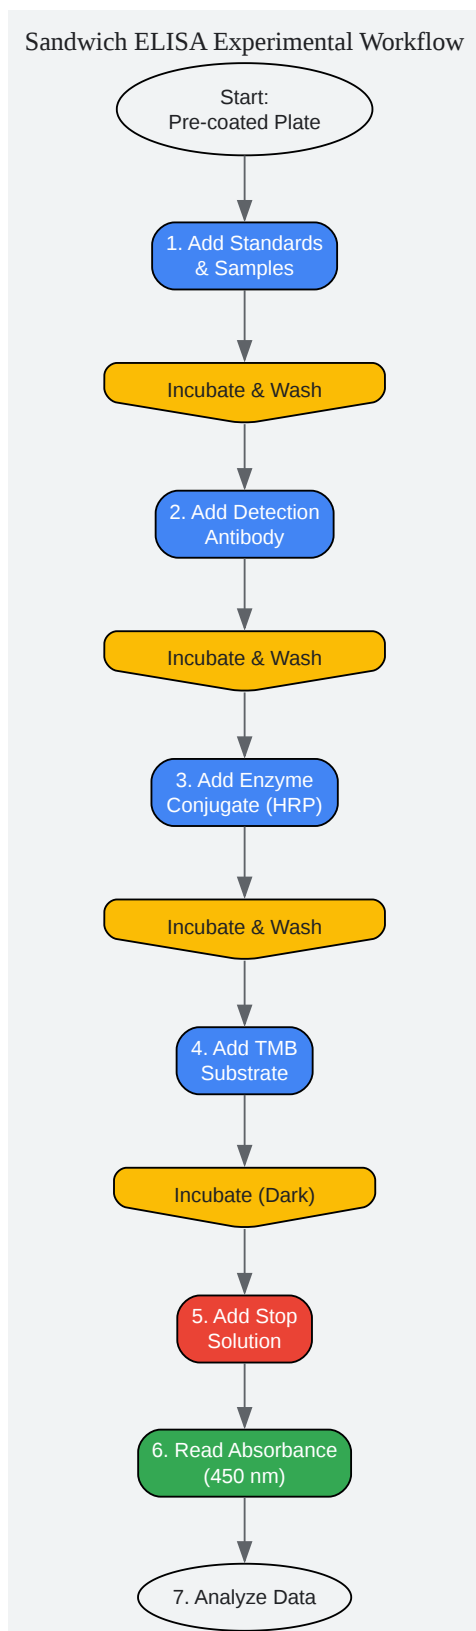 Sandwich ELISA Experimental Workflow
Start:
Pre-coated Plate
1. Add Standards
& Samples
Incubate & Wash
2. Add Detection
Antibody
Incubate & Wash
3. Add Enzyme
Conjugate (HRP)
Incubate & Wash
4. Add TMB
Substrate
Incubate (Dark)
5. Add Stop
Solution
6. Read Absorbance
(450 nm)
7. Analyze Data